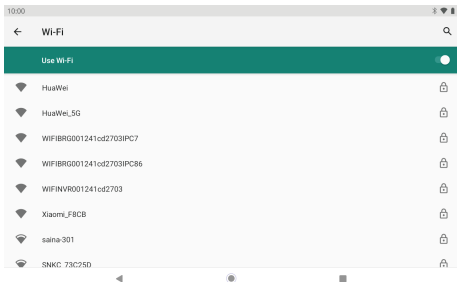 10:00
Wi-Fi
Use Wi-Fi
HuaWei
HuaWei_5G
WIFIBRG001241cd2703IPC7
WIFIBRG001241cd2703IPC86
WIFINVR001241cd2703
Xiaomi_F8CB
saina-301
SNKC_73C25D